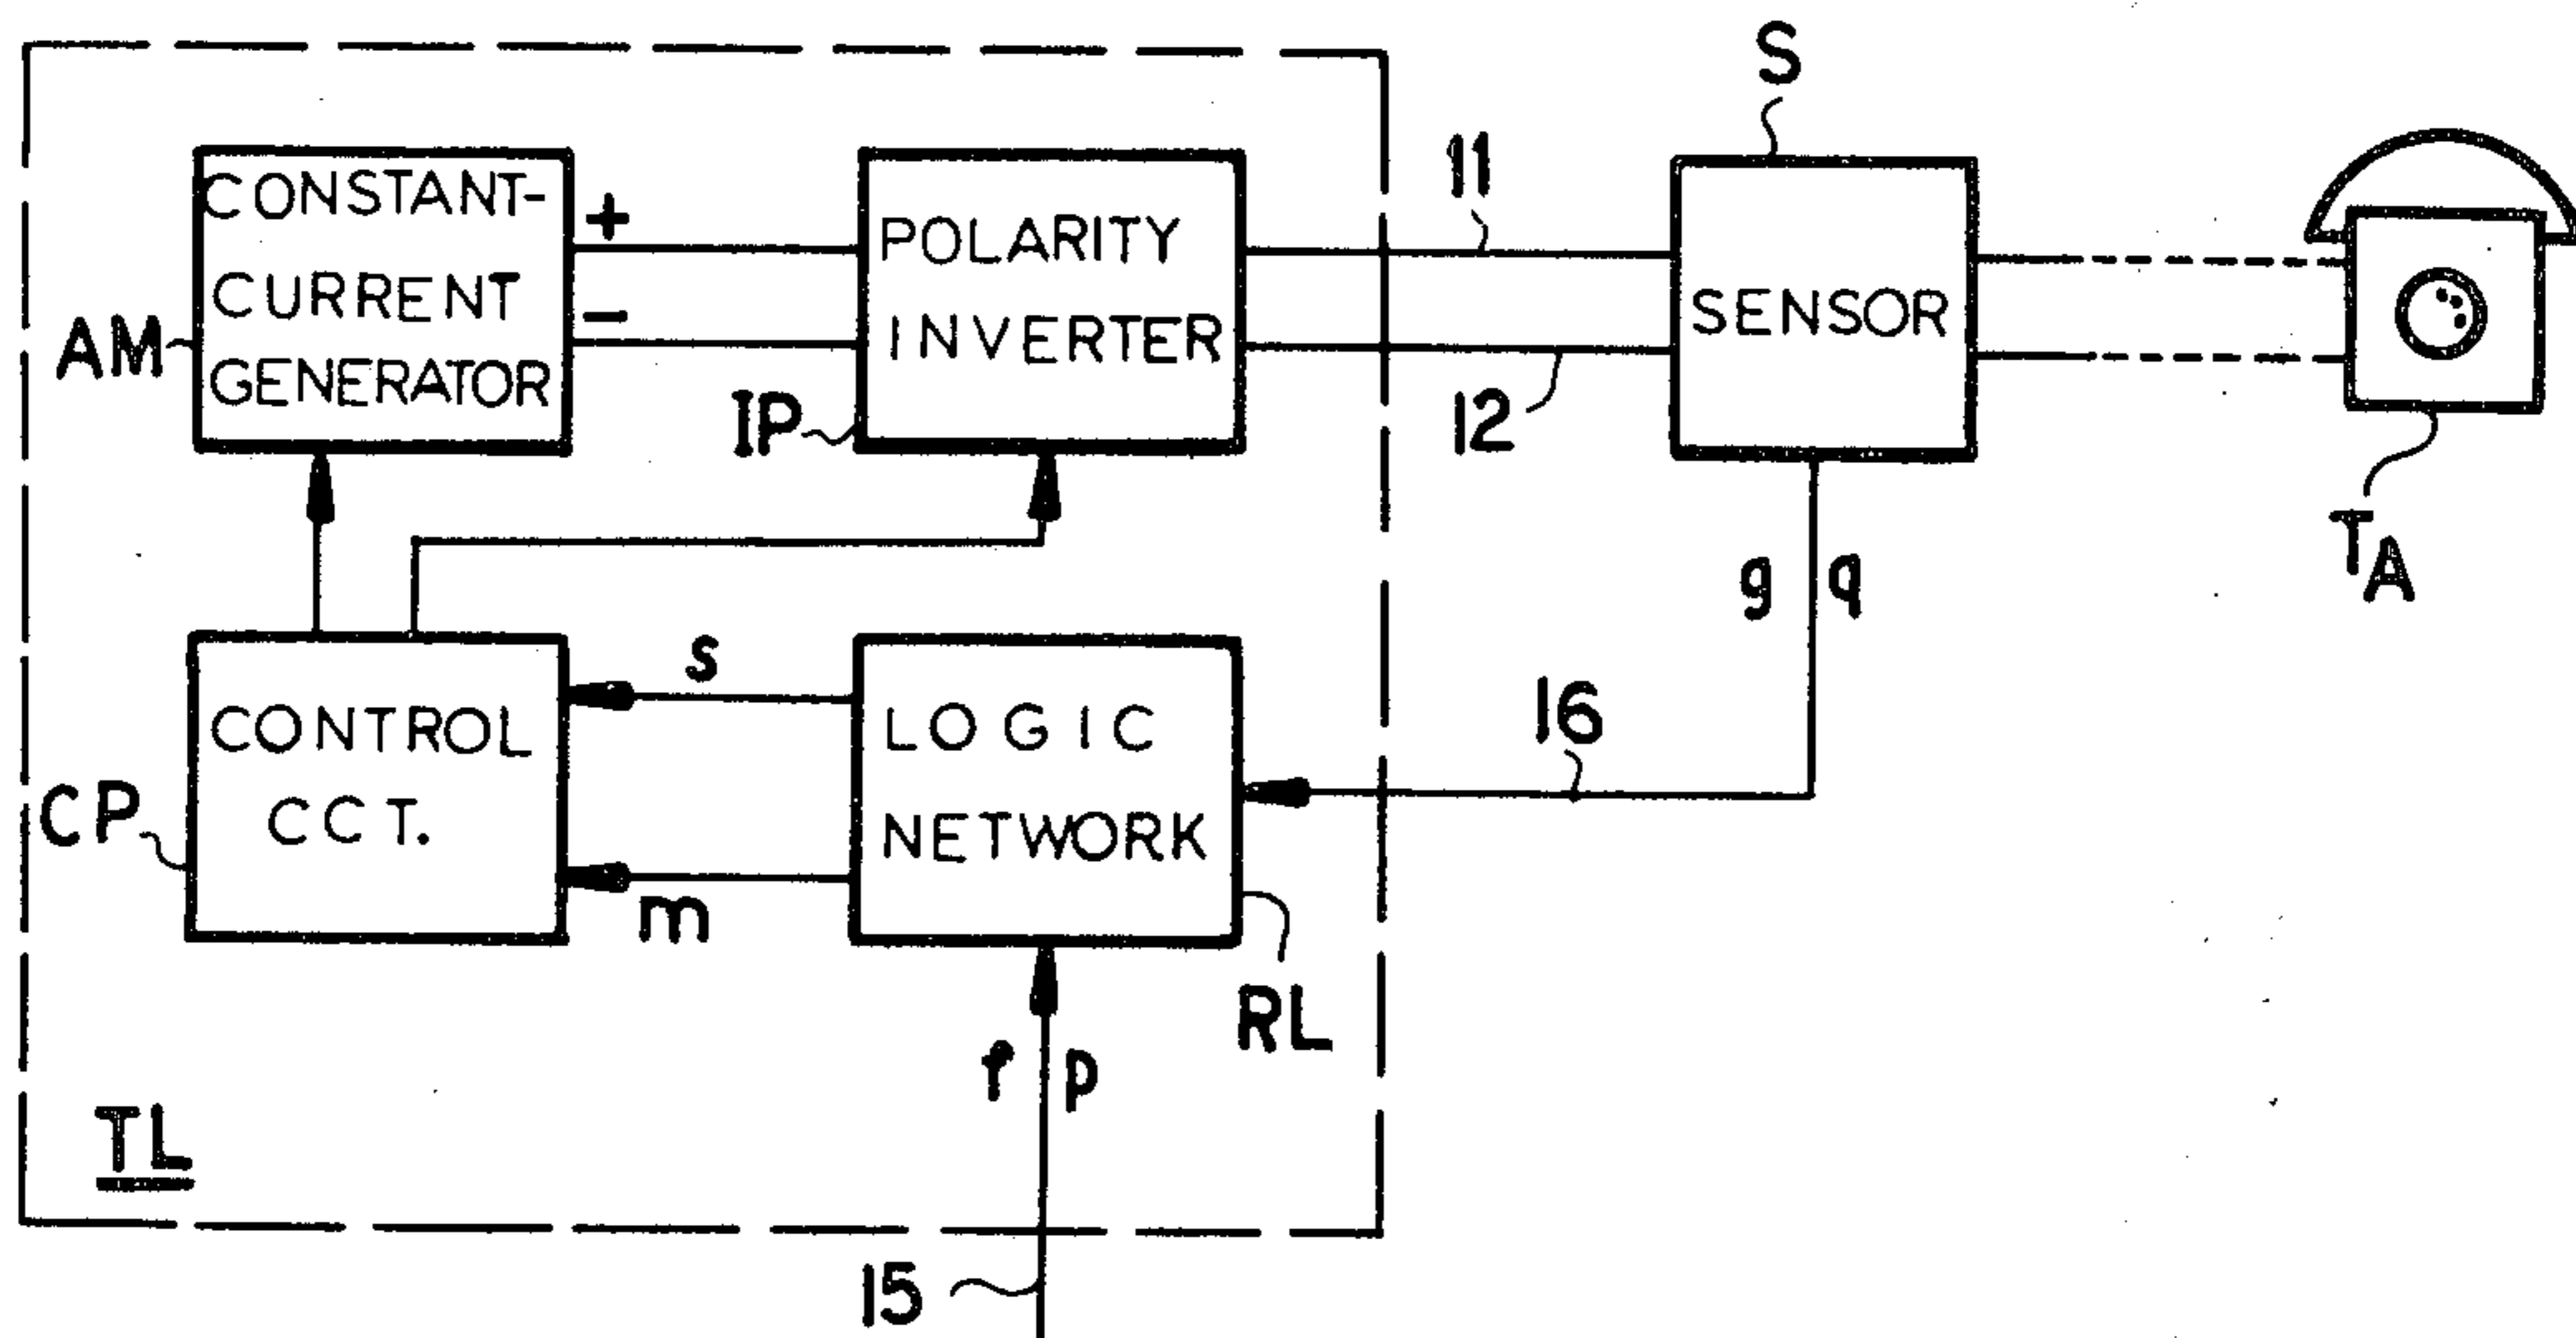 S
11
CONSTANT-
CURRENT
GENERATOR
+
-
AM
POLARITY
INVERTER
IP
SENSOR
12
TA
g q
16
CONTROL
CCT.
CP
s
m
LOGIC
NETWORK
RL
f p
TL
15